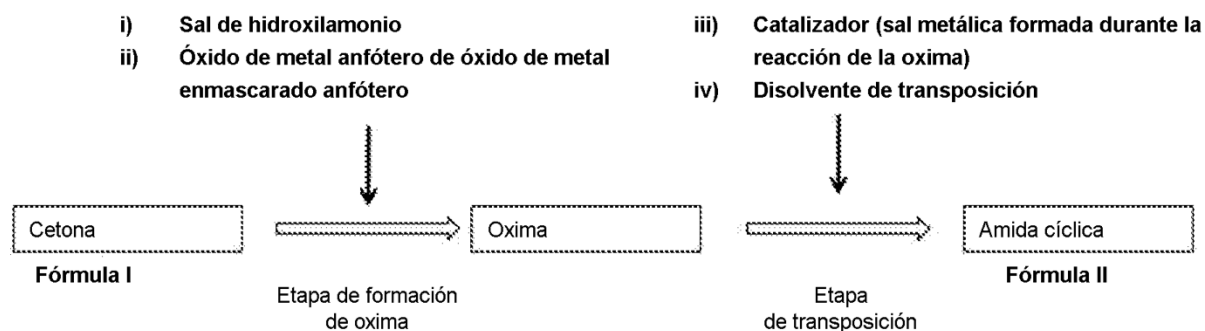 i) Sal de hidroxilamonio
ii) Óxido de metal anfótero de óxido de metal
enmascarado anfótero
iii) Catalizador (sal metálica formada durante la
reacción de la oxima)
iv) Disolvente de transposición
Cetona
Oxima
Amida cíclica
Fórmula I
Fórmula II
Etapa de formación
de oxima
Etapa
de transposición